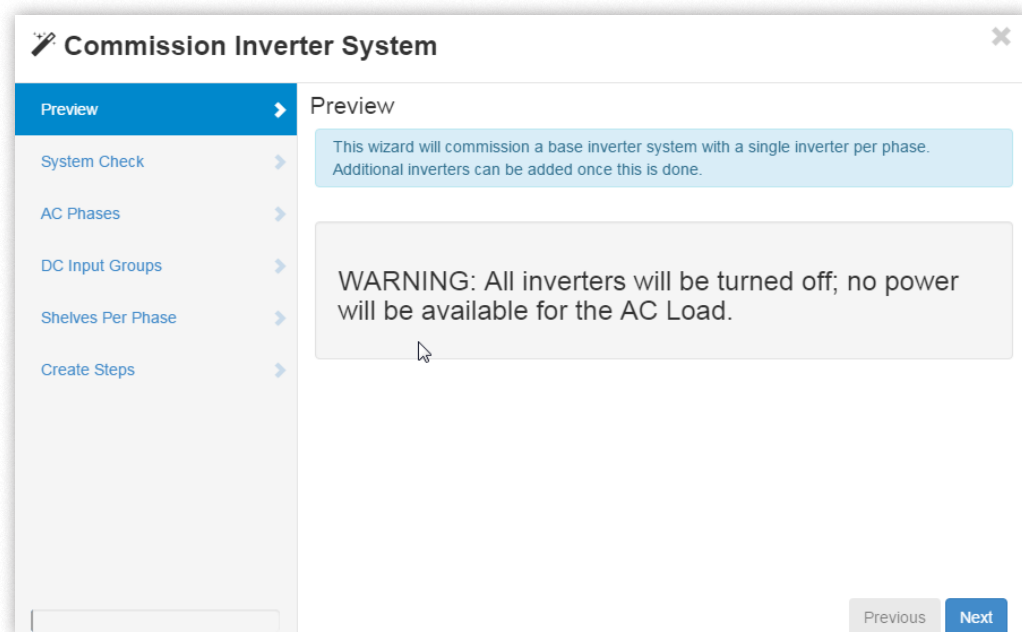 Commission Inverter System
Preview
Preview
This wizard will commission a base inverter system with a single inverter per phase.
Additional inverters can be added once this is done.
System Check
AC Phases
DC Input Groups
WARNING: All inverters will be turned off; no power
will be available for the AC Load.
Shelves Per Phase
Create Steps
Previous
Next